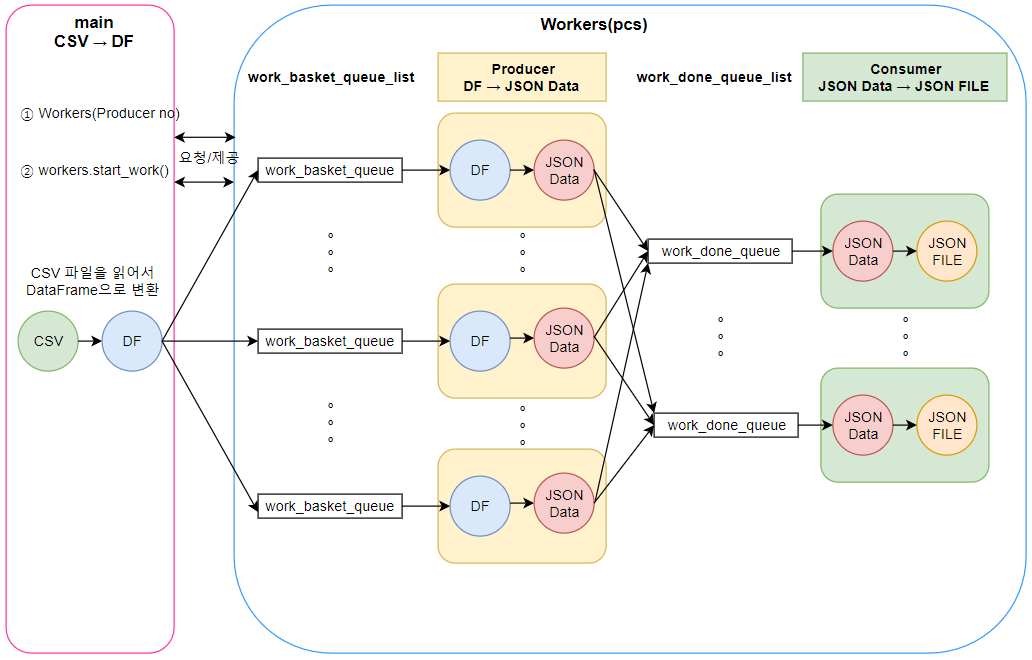 main
CSV → DF
① Workers(Producer no)
요청/제공
② workers.start_work()
CSV 파일을 읽어서
DataFrame으로 변환
CSV
DF
Workers(pcs)
work_basket_queue_list
Producer
DF → JSON Data
work_done_queue_list
Consumer
JSON Data → JSON FILE
work_basket_queue
DF
JSON
Data
work_basket_queue
DF
JSON
Data
work_basket_queue
DF
JSON
Data
work_done_queue
JSON
Data
JSON
FILE
work_done_queue
JSON
Data
JSON
FILE